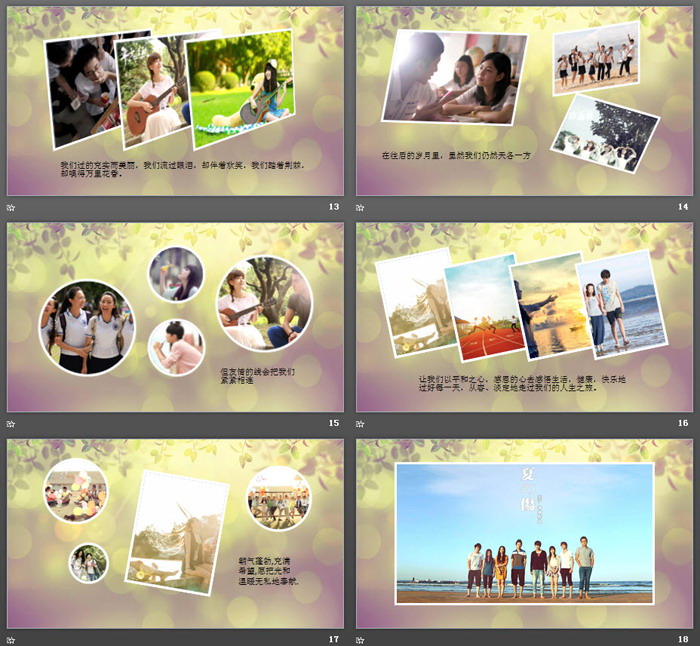 我们过的充实而美丽，我们流过眼泪，却伴着欢笑，我们踏着荆棘，
却嗅得万里花香。
13
在往后的岁月里，虽然我们仍然天各一方
14
但友情的线会把我们
紧紧相连
15
让我们以平和之心，感恩的心去感悟生活，健康，快乐地
过好每一天，从容、淡定地走过我们的人生之旅。
16
朝气蓬勃,充满
希望,愿把光和
温暖无私地奉献.
17
夏
傷
18